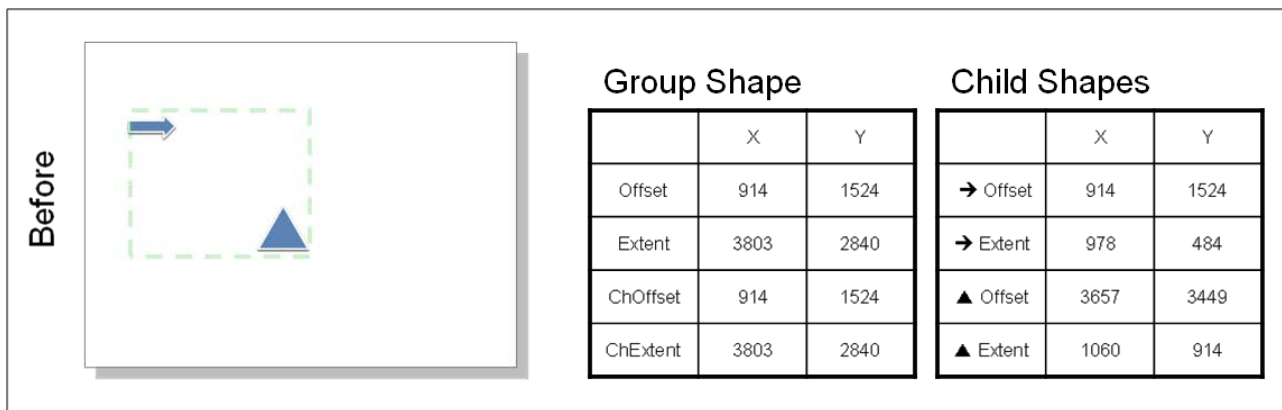 Before
Group Shape
X Y
Offset 914 1524
Extent 3803 2840
ChOffset 914 1524
ChExtent 3803 2840
Child Shapes
X Y
→ Offset 914 1524
→ Extent 978 484
▲ Offset 3657 3449
▲ Extent 1060 914